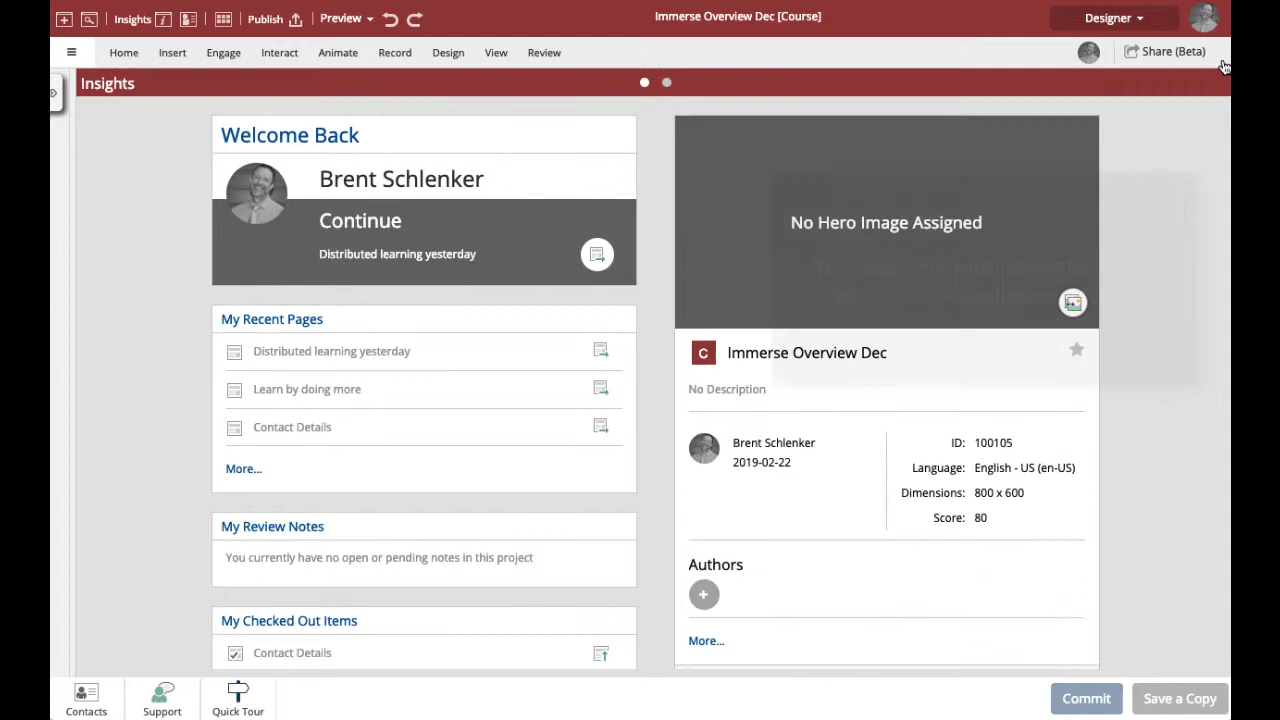 Insights
Publish
Preview
Immerse Overview Dec [Course]
Designer
Home
Insert
Engage
Interact
Animate
Record
Design
View
Review
Share (Beta)
Insights
Welcome Back
Brent Schlenker
Continue
Distributed learning yesterday
My Recent Pages
Distributed learning yesterday
Learn by doing more
Contact Details
More...
My Review Notes
You currently have no open or pending notes in this project
My Checked Out Items
Contact Details
No Hero Image Assigned
C Immerse Overview Dec
No Description
Brent Schlenker
2019-02-22
ID: 100105
Language: English - US (en-US)
Dimensions: 800 x 600
Score: 80
Authors
More...
Contacts
Support
Quick Tour
Commit
Save a Copy